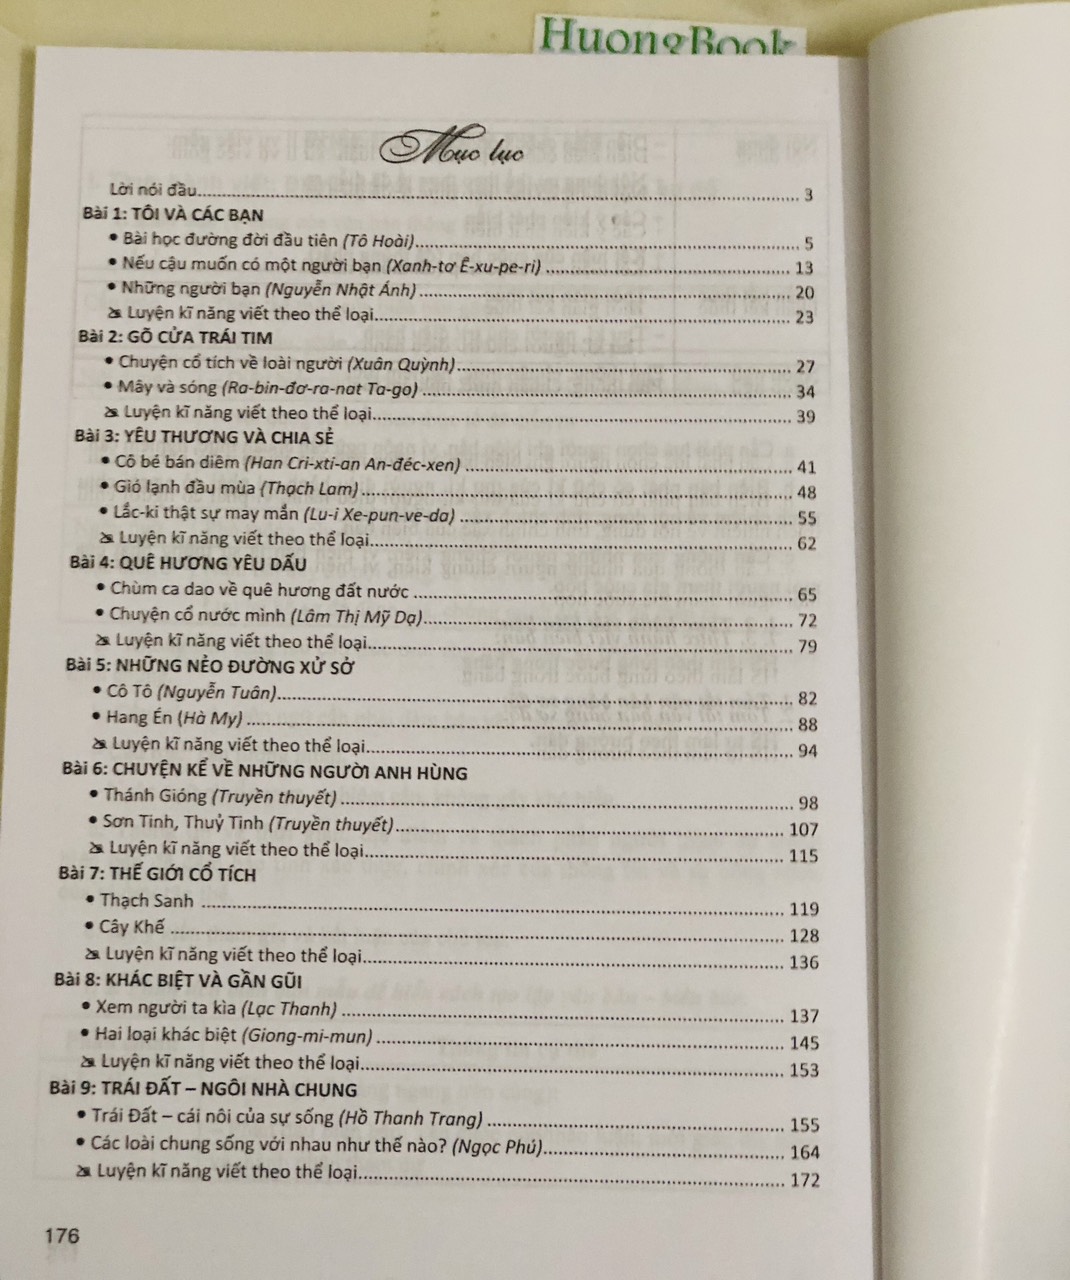 HuongBook
Mục lục
Lời nói đầu........ 3
Bài 1: TÔI VÀ CÁC BẠN
• Bài học đường đời đầu tiên (Tô Hoài)........ 5
• Nếu cậu muốn có một người bạn (Xanh-tơ Ê-xu-pe-ri) ........ 13
• Những người bạn (Nguyễn Nhật Ánh) ........ 20
✍ Luyện kĩ năng viết theo thể loại........ 23
Bài 2: GÕ CỬA TRÁI TIM
• Chuyện cổ tích về loài người (Xuân Quỳnh)........ 27
• Mây và sóng (Ra-bin-đơ-ra-nat Ta-go) ........ 34
✍ Luyện kĩ năng viết theo thể loại........ 39
Bài 3: YÊU THƯƠNG VÀ CHIA SẺ
• Cô bé bán diêm (Han Cri-xti-an An-đéc-xen) ........ 41
• Gió lạnh đầu mùa (Thạch Lam) ........ 48
• Lắc-ki thật sự may mắn (Lu-i Xe-pun-ve-da) ........ 55
✍ Luyện kĩ năng viết theo thể loại........ 62
Bài 4: QUÊ HƯƠNG YÊU DẤU
• Chùm ca dao về quê hương đất nước ........ 65
• Chuyện cổ nước mình (Lâm Thị Mỹ Dạ)........ 72
✍ Luyện kĩ năng viết theo thể loại........ 79
Bài 5: NHỮNG NẺO ĐƯỜNG XỨ SỞ
• Cô Tô (Nguyễn Tuân)........ 82
• Hang Én (Hà My) ........ 88
✍ Luyện kĩ năng viết theo thể loại........ 94
Bài 6: CHUYỆN KỂ VỀ NHỮNG NGƯỜI ANH HÙNG
• Thánh Gióng (Truyền thuyết) ........ 98
• Sơn Tinh, Thuỷ Tinh (Truyền thuyết)........ 107
✍ Luyện kĩ năng viết theo thể loại........ 115
Bài 7: THẾ GIỚI CỔ TÍCH
• Thạch Sanh ........ 119
• Cây Khế ........ 128
✍ Luyện kĩ năng viết theo thể loại........ 136
Bài 8: KHÁC BIỆT VÀ GẦN GŨI
• Xem người ta kìa (Lạc Thanh) ........ 137
• Hai loại khác biệt (Giong-mi-mun) ........ 145
✍ Luyện kĩ năng viết theo thể loại........ 153
Bài 9: TRÁI ĐẤT – NGÔI NHÀ CHUNG
• Trái Đất – cái nôi của sự sống (Hồ Thanh Trang) ........ 155
• Các loài chung sống với nhau như thế nào? (Ngọc Phú)........ 164
✍ Luyện kĩ năng viết theo thể loại........ 172
176